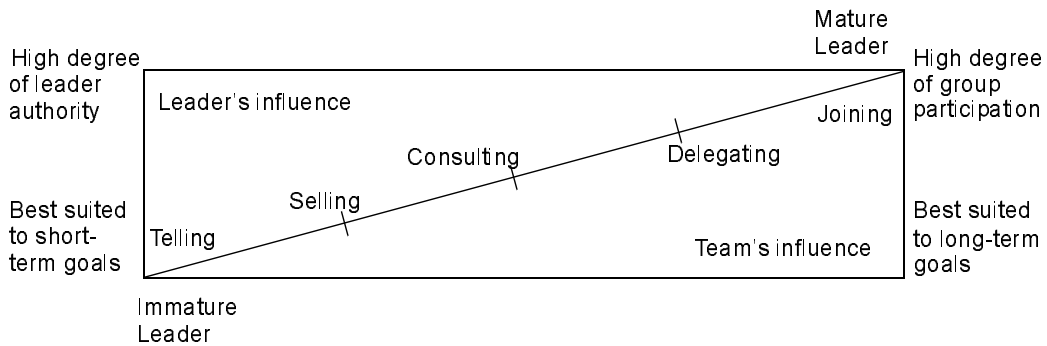 Mature
Leader
High degree
of leader
authority
High degree
of group
participation
Leader's influence
Joining
Consulting
Delegating
Selling
Best suited
to short-
term goals
Telling
Team's influence
Best suited
to long-term
goals
Immature
Leader